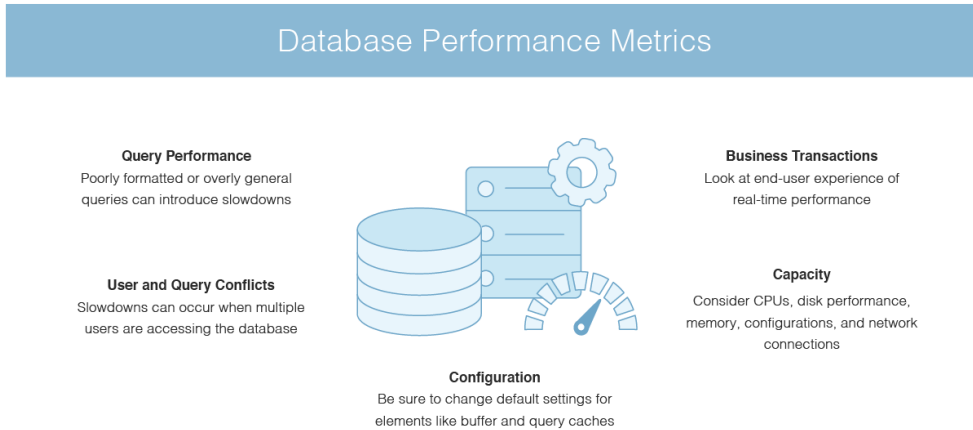 Database Performance Metrics
Query Performance
Poorly formatted or overly general
queries can introduce slowdowns
User and Query Conflicts
Slowdowns can occur when multiple
users are accessing the database
Configuration
Be sure to change default settings for
elements like buffer and query caches
Business Transactions
Look at end-user experience of
real-time performance
Capacity
Consider CPUs, disk performance,
memory, configurations, and network
connections